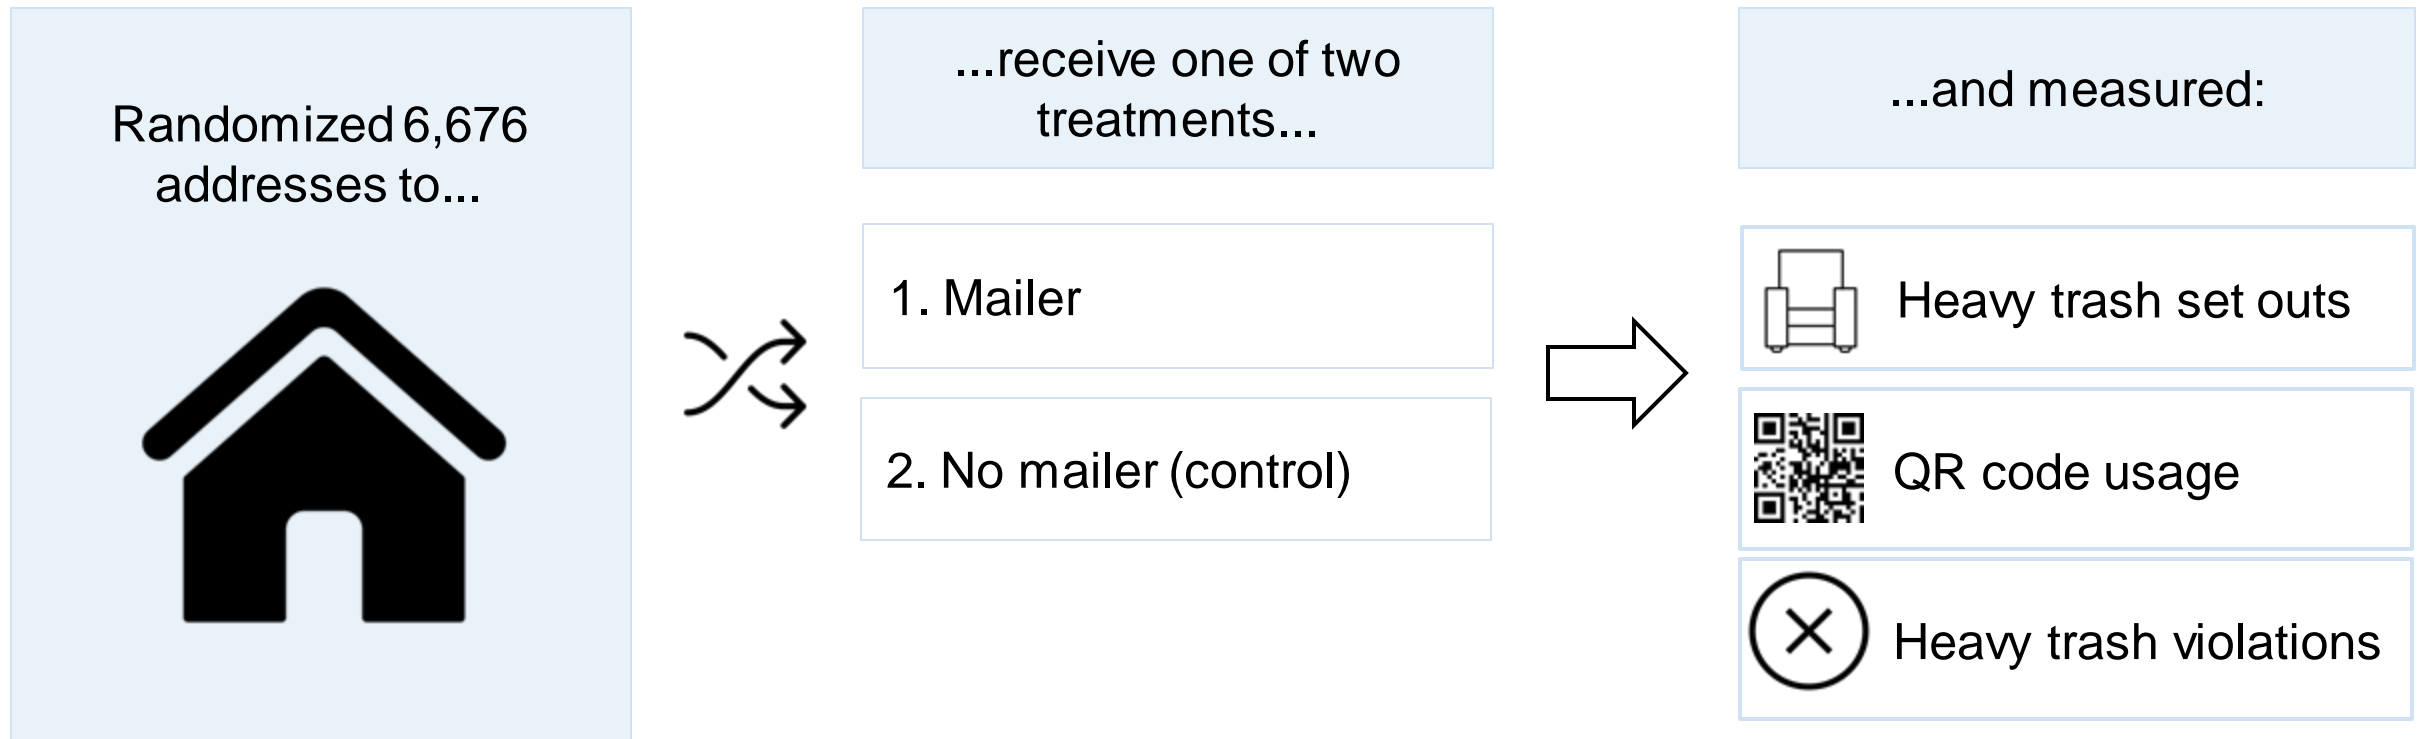 Randomized 6,676
addresses to...
...receive one of two
treatments...
1. Mailer
2. No mailer (control)
...and measured:
Heavy trash set outs
QR code usage
Heavy trash violations